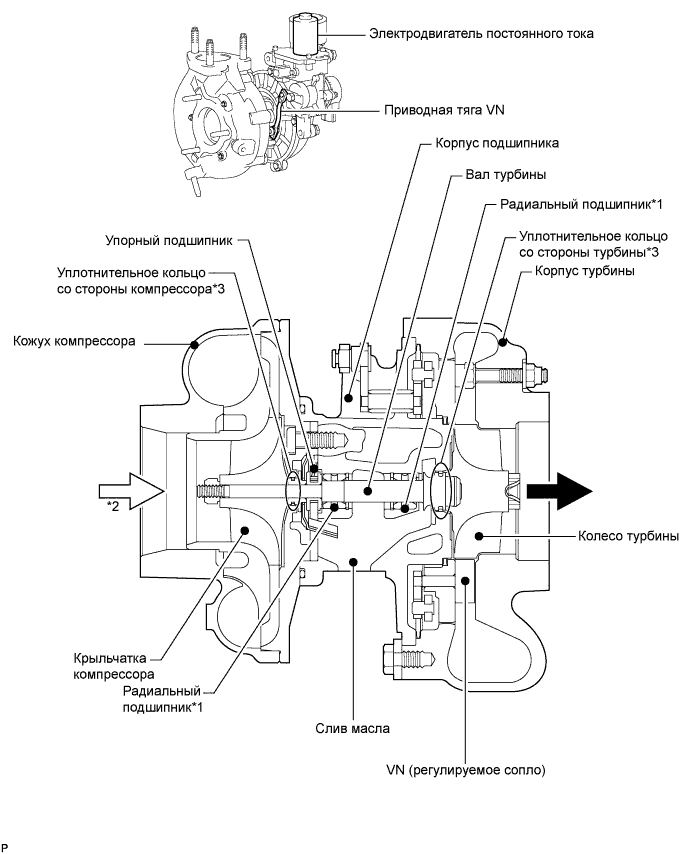 Электродвигатель постоянного тока
Приводная тяга VN
Корпус подшипника
Вал турбины
Радиальный подшипник*1
Упорный подшипник
Уплотнительное кольцо
со стороны турбины*3
Уплотнительное кольцо
со стороны компрессора*3
Корпус турбины
Кожух компрессора
*2
Колесо турбины
Крыльчатка
компрессора
Радиальный
подшипник*1
Слив масла
VN (регулируемое сопло)
P